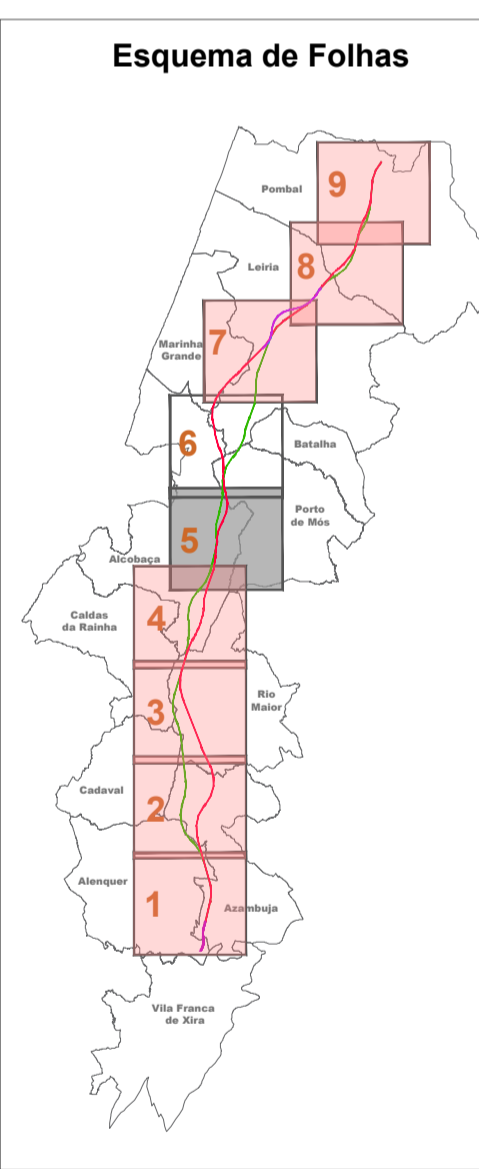 Esquema de Folhas
9
Pombal
8
Leiria
7
Marinha
Grande
6
Batalha
Porto
de Mós
5
Alcobaça
4
Caldas
da Rainha
Rio
Maior
3
Cadaval
2
Alenquer
1
Azambuja
Vila Franca
de Xira